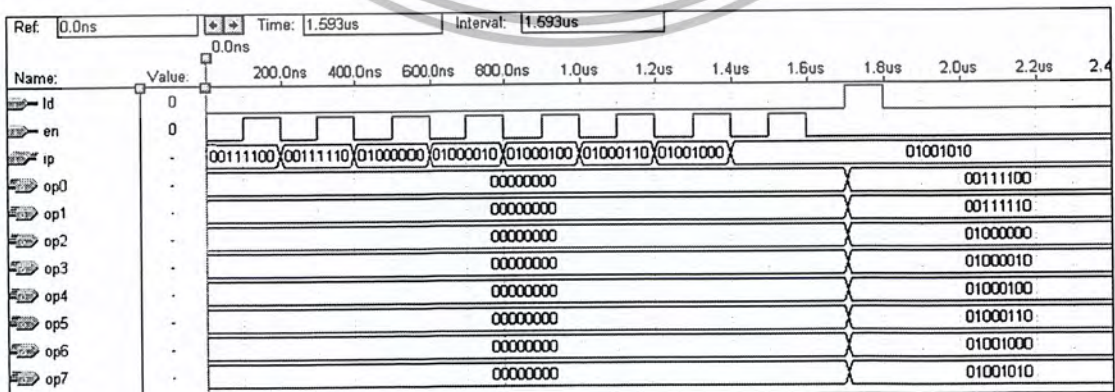 Ref: 0.0ns Time: 1.593us Interval: 1.593us
0.0ns
Name: Value: 200.0ns 400.0ns 600.0ns 800.0ns 1.0us 1.2us 1.4us 1.6us 1.8us 2.0us 2.2us 2.4
ld 0
en 0
ip - 00111100 00111110 01000000 01000010 01000100 01000110 01001000 01001010
op0 - 00000000 00111100
op1 - 00000000 00111110
op2 - 00000000 01000000
op3 - 00000000 01000010
op4 - 00000000 01000100
op5 - 00000000 01000110
op6 - 00000000 01001000
op7 - 00000000 01001010